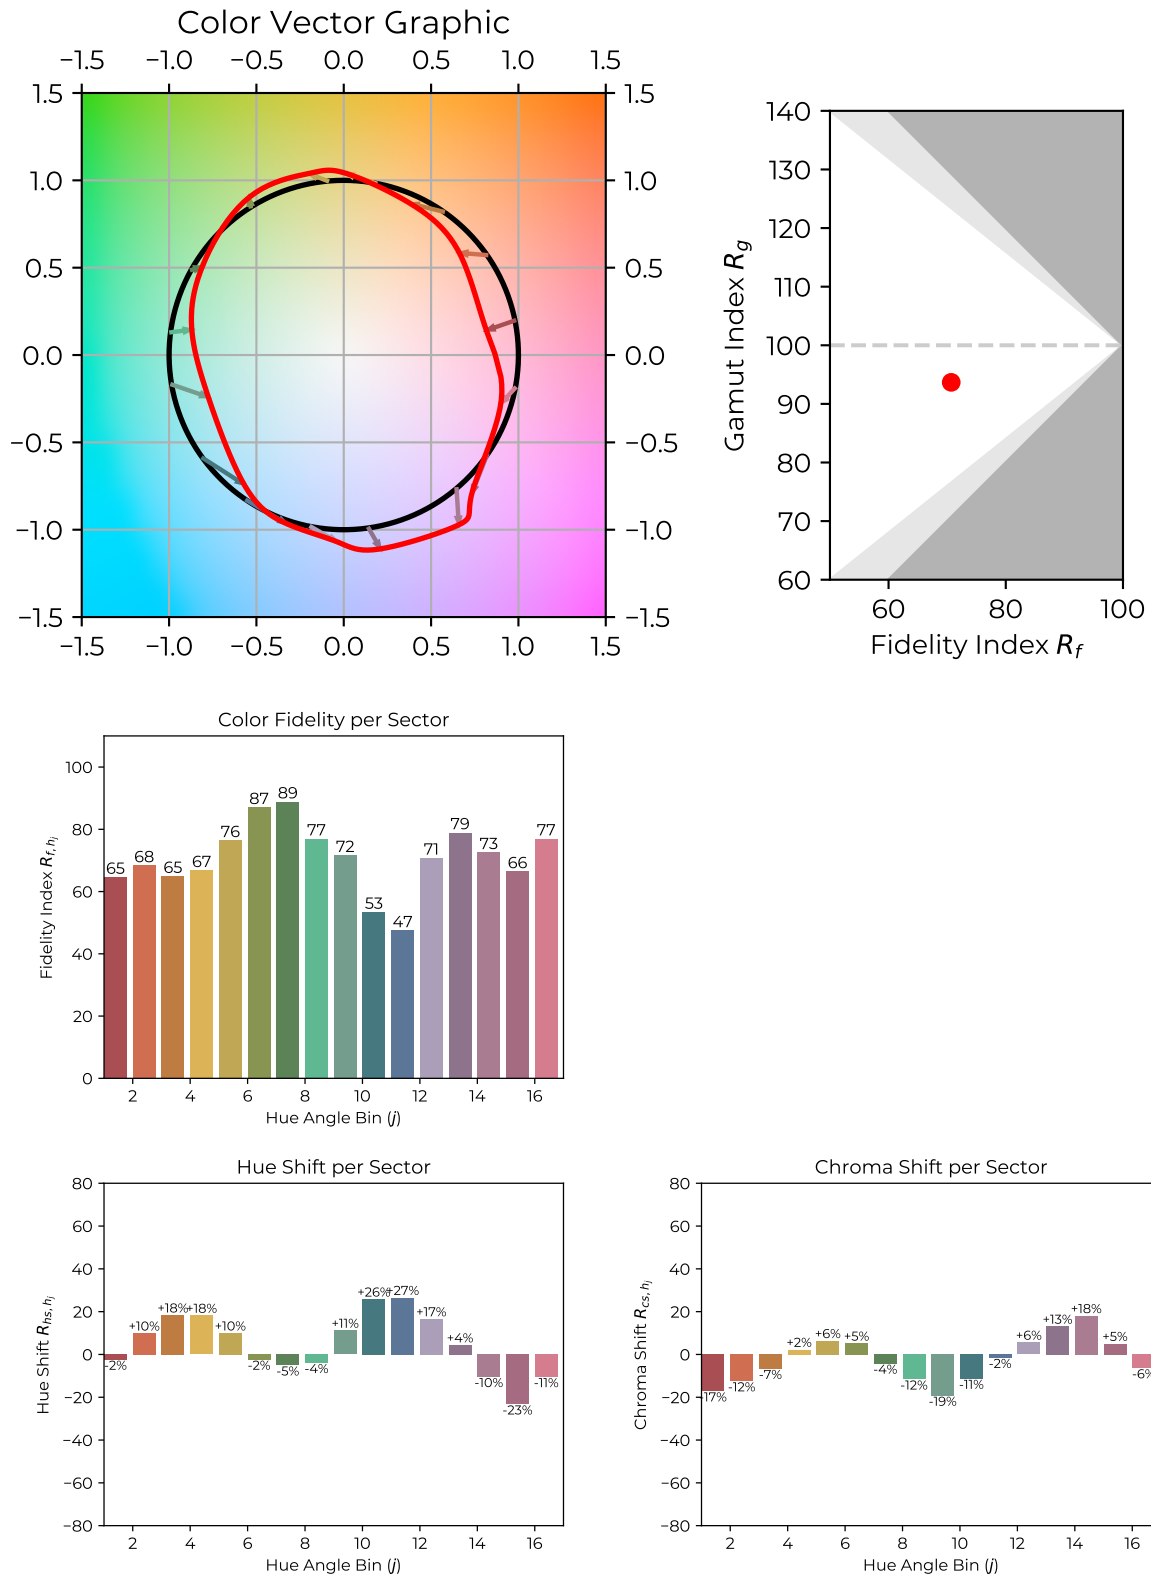 Color Vector Graphic
−1.5 −1.0 −0.5 0.0 0.5 1.0 1.5
1.5 1.5
1.0 1.0
0.5 0.5
0.0 0.0
−0.5 −0.5
−1.0 −1.0
−1.5 −1.5
−1.5 −1.0 −0.5 0.0 0.5 1.0 1.5
140
130
120
110
100
90
80
70
60
Gamut Index Rg
60 80 100
Fidelity Index Rf
Color Fidelity per Sector
100
80
60
40
20
0
Fidelity Index Rf,hj
65 68 65 67 76 87 89 77 72 53 47 71 79 73 66 77
2 4 6 8 10 12 14 16
Hue Angle Bin (j)
Hue Shift per Sector
80
60
40
20
0
−20
−40
−60
−80
Hue Shift Rhs,hj
-2% +10% +18% +18% +10% -2% -5% -4% +11% +26% +27% +17% +4% -10% -23% -11%
2 4 6 8 10 12 14 16
Hue Angle Bin (j)
Chroma Shift per Sector
80
60
40
20
0
−20
−40
−60
−80
Chroma Shift Rcs,hj
-17% -12% -7% +2% +6% +5% -4% -12% -19% -11% -2% +6% +13% +18% +5% -6%
2 4 6 8 10 12 14 16
Hue Angle Bin (j)